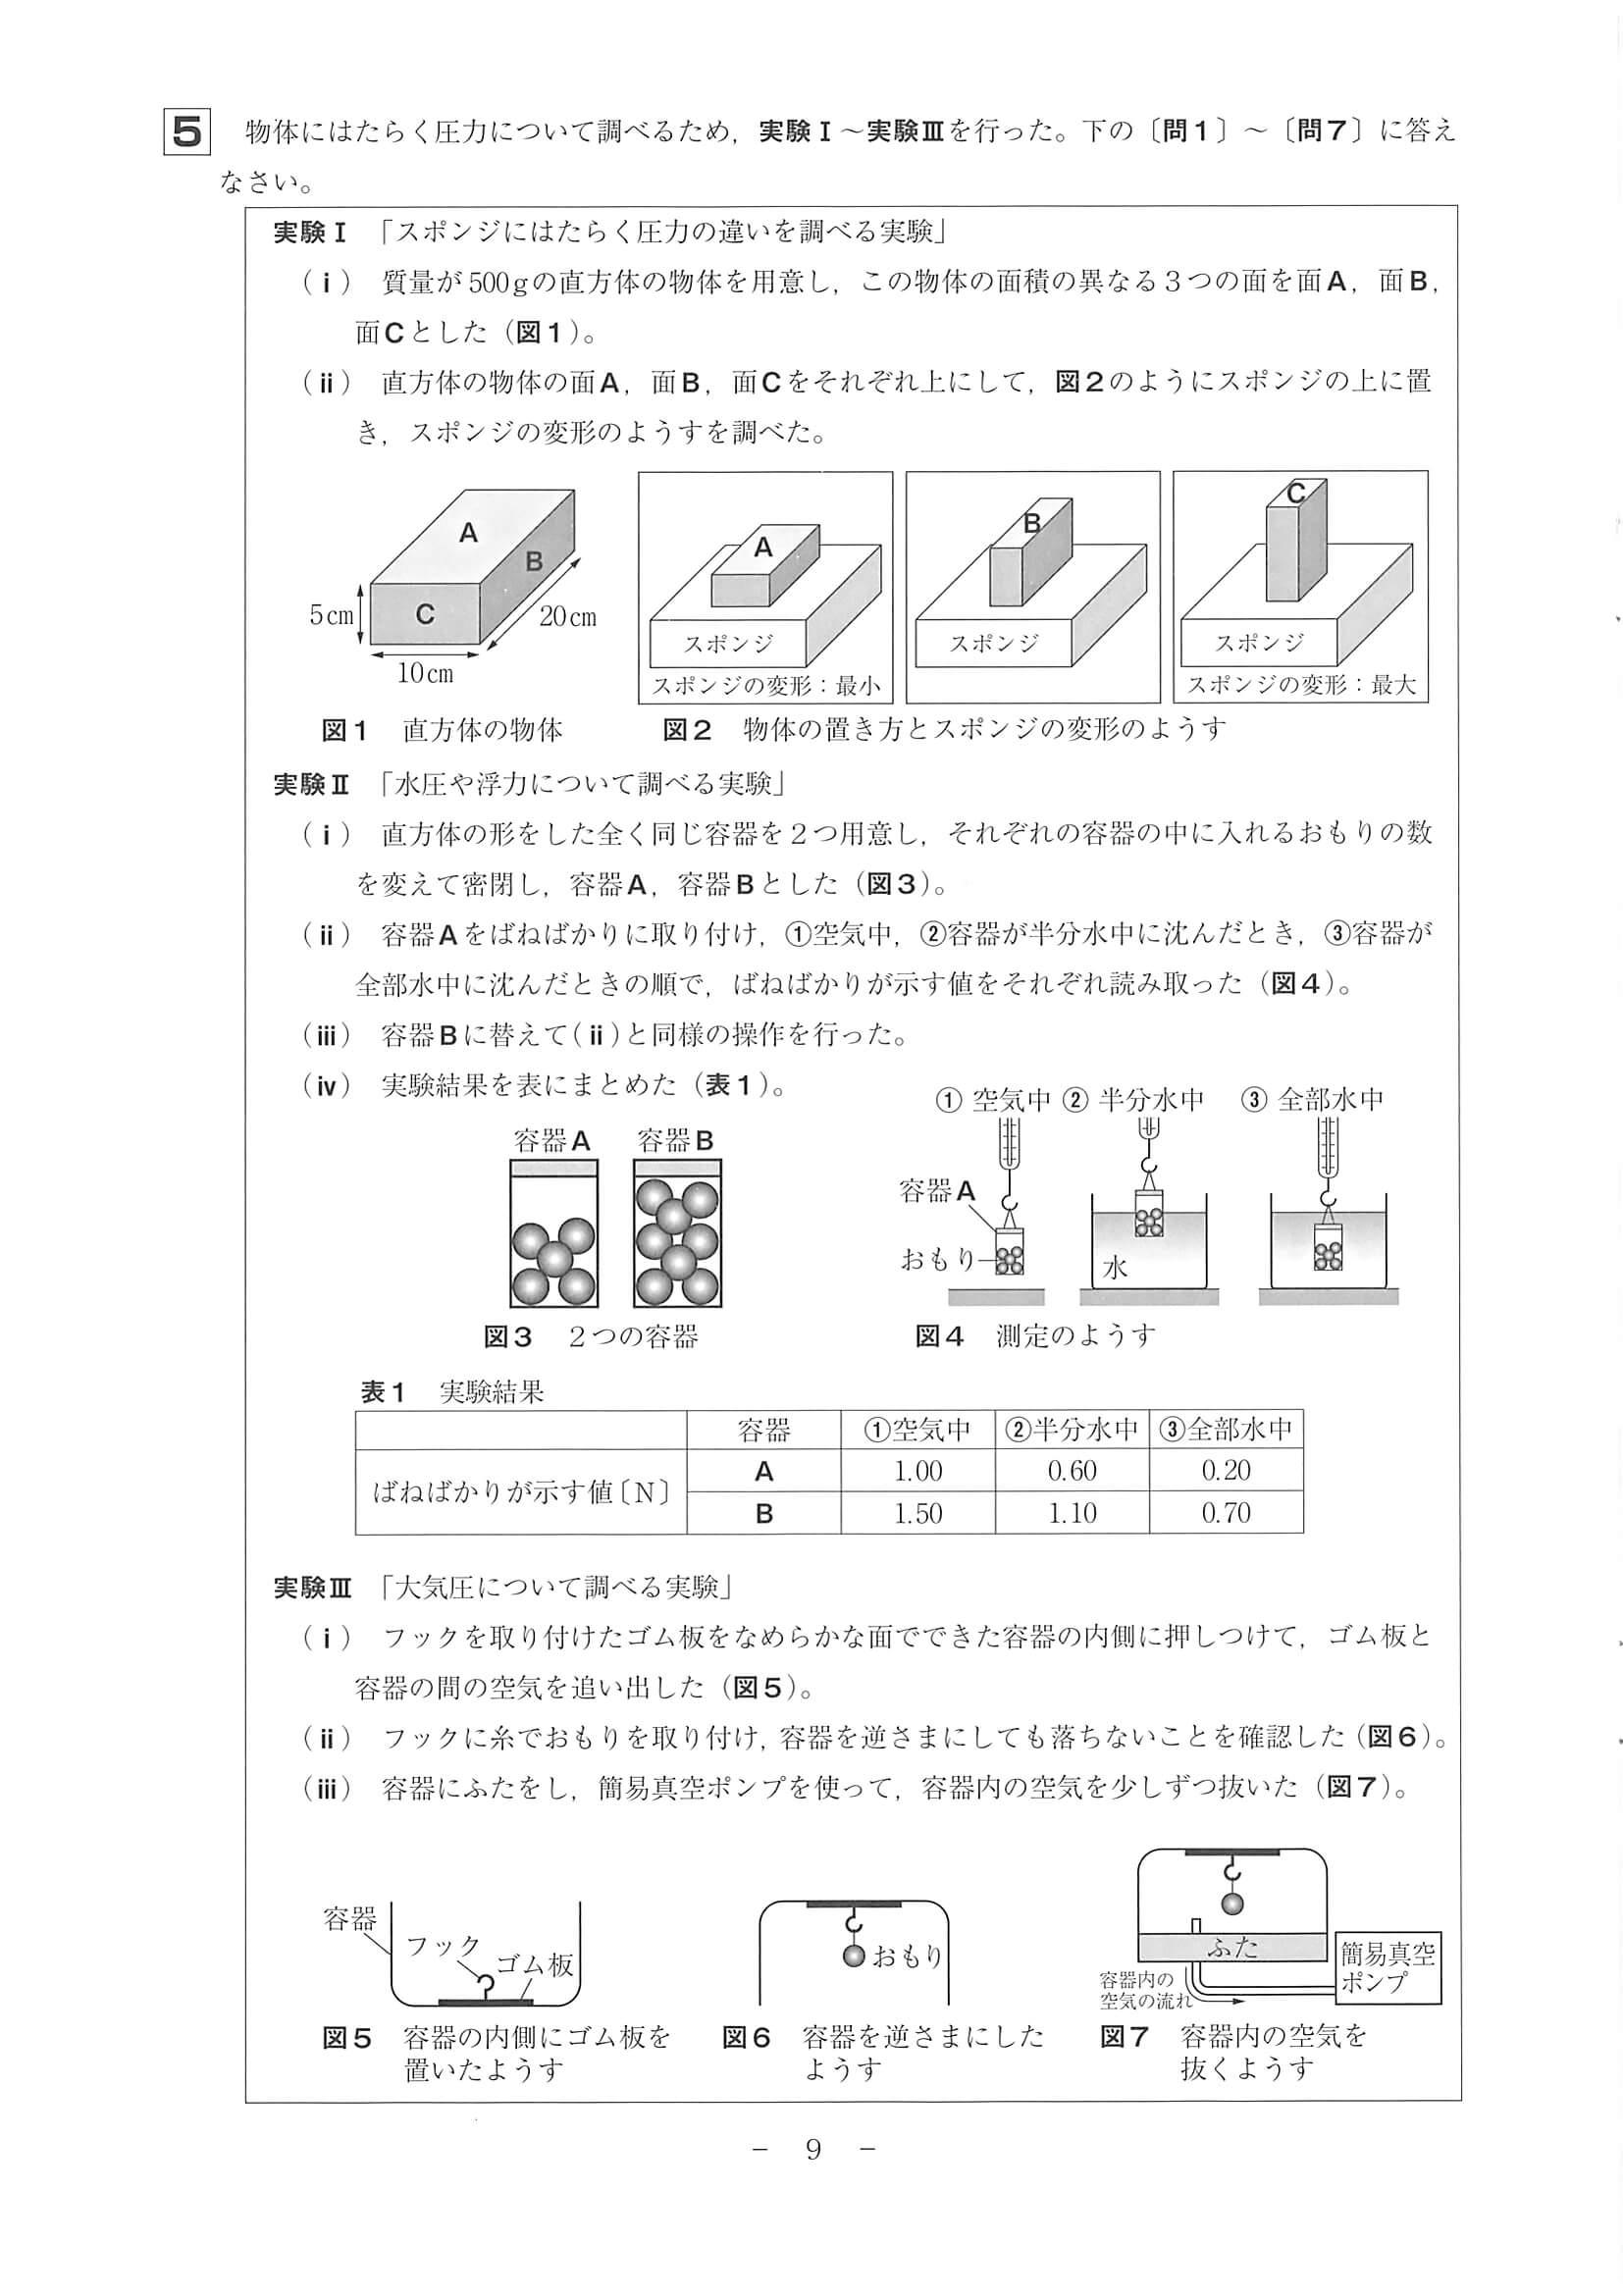 5 物体にはたらく圧力について調べるため，実験Ⅰ～実験Ⅲを行った。下の〔問1〕～〔問7〕に答え
なさい。
実験Ⅰ 「スポンジにはたらく圧力の違いを調べる実験」
（ⅰ） 質量が500gの直方体の物体を用意し，この物体の面積の異なる3つの面を面A，面B，
面Cとした（図1）。
（ⅱ） 直方体の物体の面A，面B，面Cをそれぞれ上にして，図2のようにスポンジの上に置
き，スポンジの変形のようすを調べた。
A
B
C
5cm
20cm
10cm
A
スポンジ
スポンジの変形：最小
B
スポンジ
C
スポンジ
スポンジの変形：最大
図1 直方体の物体
図2 物体の置き方とスポンジの変形のようす
実験Ⅱ 「水圧や浮力について調べる実験」
（ⅰ） 直方体の形をした全く同じ容器を2つ用意し，それぞれの容器の中に入れるおもりの数
を変えて密閉し，容器A，容器Bとした（図3）。
（ⅱ） 容器Aをばねばかりに取り付け，①空気中，②容器が半分水中に沈んだとき，③容器が
全部水中に沈んだときの順で，ばねばかりが示す値をそれぞれ読み取った（図4）。
（ⅲ） 容器Bに替えて(ⅱ)と同様の操作を行った。
（ⅳ） 実験結果を表にまとめた（表1）。
容器A 容器B
図3 2つの容器
① 空気中 ② 半分水中 ③ 全部水中
容器A
おもり
水
図4 測定のようす
表1 実験結果
容器 ①空気中 ②半分水中 ③全部水中
ばねばかりが示す値〔N〕
A 1.00 0.60 0.20
B 1.50 1.10 0.70
実験Ⅲ 「大気圧について調べる実験」
（ⅰ） フックを取り付けたゴム板をなめらかな面でできた容器の内側に押しつけて，ゴム板と
容器の間の空気を追い出した（図5）。
（ⅱ） フックに糸でおもりを取り付け，容器を逆さまにしても落ちないことを確認した（図6）。
（ⅲ） 容器にふたをし，簡易真空ポンプを使って，容器内の空気を少しずつ抜いた（図7）。
容器
フック
ゴム板
図5 容器の内側にゴム板を
置いたようす
おもり
図6 容器を逆さまにした
ようす
ふた
簡易真空
ポンプ
容器内の
空気の流れ
図7 容器内の空気を
抜くようす
－ 9 －